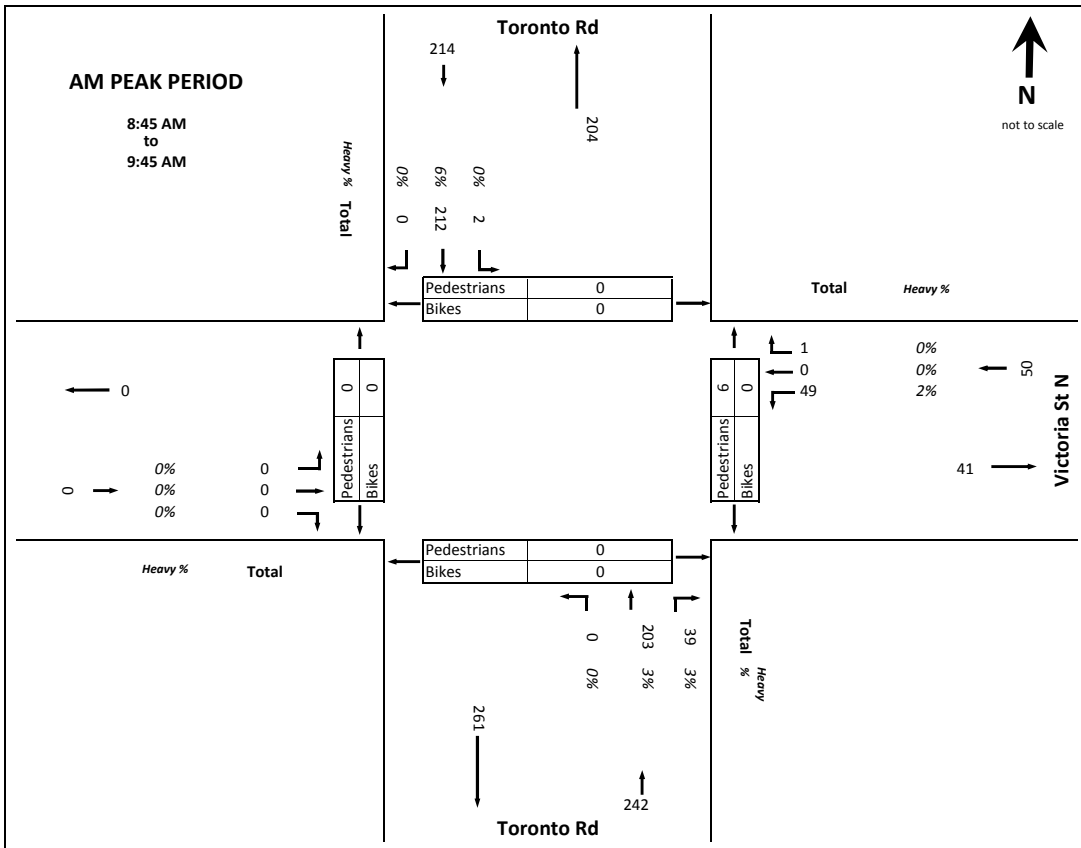 Toronto Rd
214
AM PEAK PERIOD
8:45 AM
to
9:45 AM
N
not to scale
204
Heavy % 0% 6% 0%
Total 0 212 2
Pedestrians 0
Bikes 0
Total Heavy %
1 0%
0 0%
49 2%
50
Victoria St N
41
0
Pedestrians 0
Bikes 0
Pedestrians 6
Bikes 0
0% 0
0 0% 0
0% 0
Heavy % Total
Pedestrians 0
Bikes 0
0 203 39 Total
0% 3% 3% Heavy %
261
242
Toronto Rd